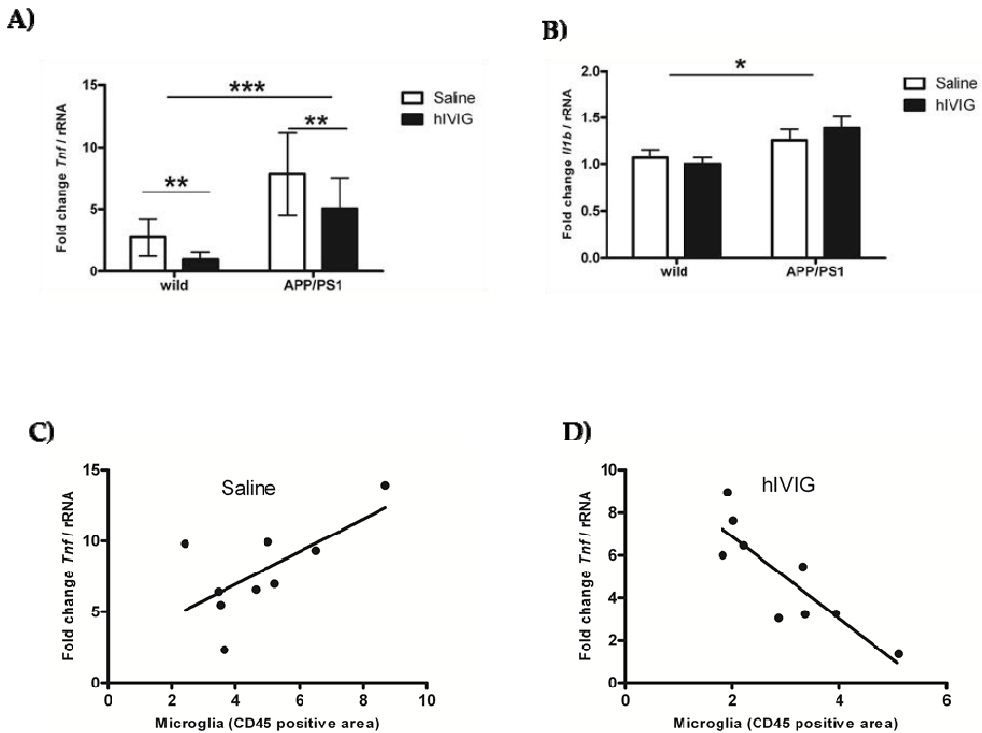 A)
B)
***
**
**
Saline
hIVIG
Fold change Tnf / rRNA
15
10
5
0
wild
APP/PS1
*
Saline
hIVIG
Fold change Il1b / rRNA
2.0
1.5
1.0
0.5
0.0
wild
APP/PS1
C)
D)
Saline
Fold change Tnf / rRNA
15
10
5
0
0 2 4 6 8 10
Microglia (CD45 positive area)
hIVIG
Fold change Tnf / rRNA
10
8
6
4
2
0
0 2 4 6
Microglia (CD45 positive area)